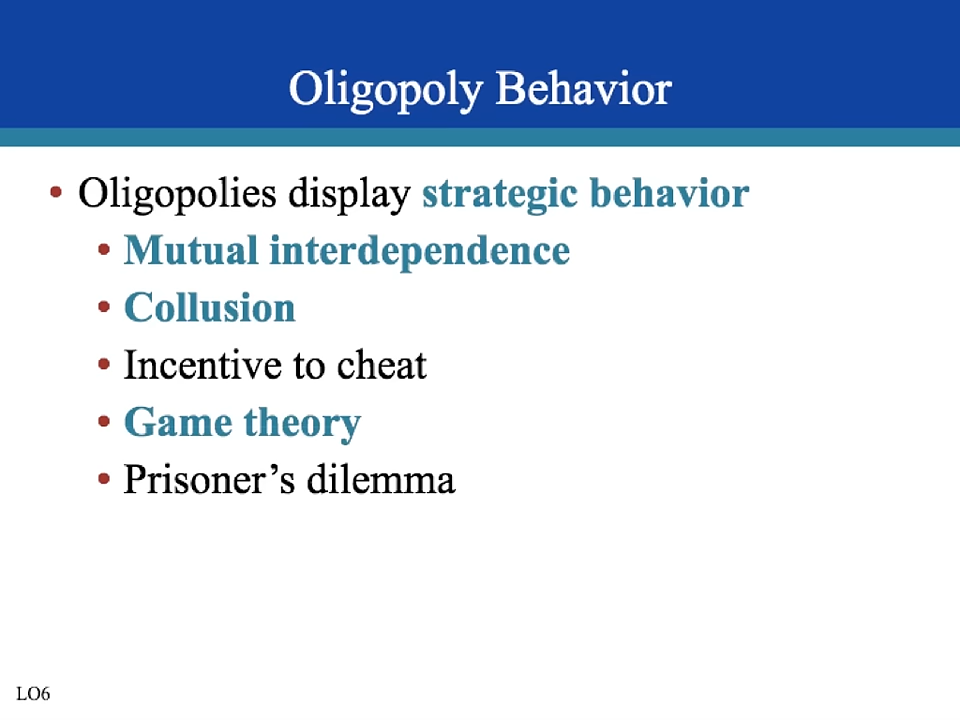 Oligopoly Behavior
• Oligopolies display strategic behavior
• Mutual interdependence
• Collusion
• Incentive to cheat
• Game theory
• Prisoner’s dilemma
LO6